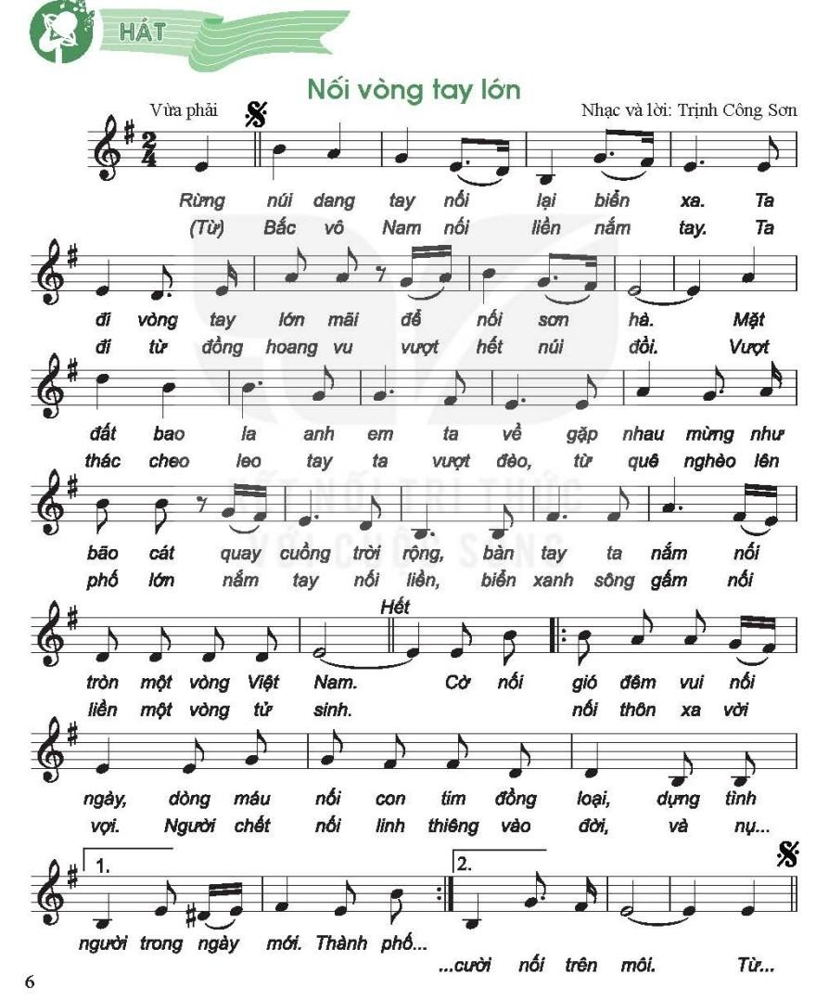 HÁT
Nối vòng tay lớn
Vừa phải
Nhạc và lời: Trịnh Công Sơn
Rừng núi dang tay nối lại biển xa. Ta
(Từ) Bắc vô Nam nối liền nắm tay. Ta
đi vòng tay lớn mãi để nối sơn hà. Mặt
đi từ đồng hoang vu vượt hết núi đồi. Vượt
đất bao la anh em ta về gặp nhau mừng như
thác cheo leo tay ta vượt đèo, từ quê nghèo lên
KẾT NỐI TRI THỨC
VỚI CUỘC SỐNG
bão cát quay cuồng trời rộng, bàn tay ta nắm nối
phố lớn nắm tay nối liền, biển xanh sông gấm nối
Hết
tròn một vòng Việt Nam. Cờ nối gió đêm vui nối
liền một vòng tử sinh. nối thôn xa vời
ngày, dòng máu nối con tim đồng loại, dựng tình
vợi. Người chết nối linh thiêng vào đời, và nụ...
1. 2.
người trong ngày mới. Thành phố...
...cười nối trên môi. Từ...
6